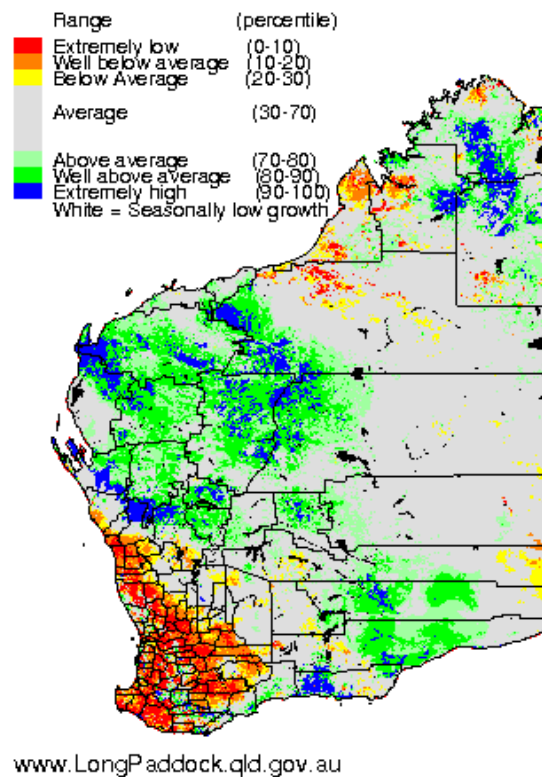 Range (percentile)
Extremely low (0-10)
Well below average (10-20)
Below Average (20-30)
Average (30-70)
Above average (70-80)
Well above average (80-90)
Extremely high (90-100)
White = Seasonally low growth
www.LongPaddock.qld.gov.au